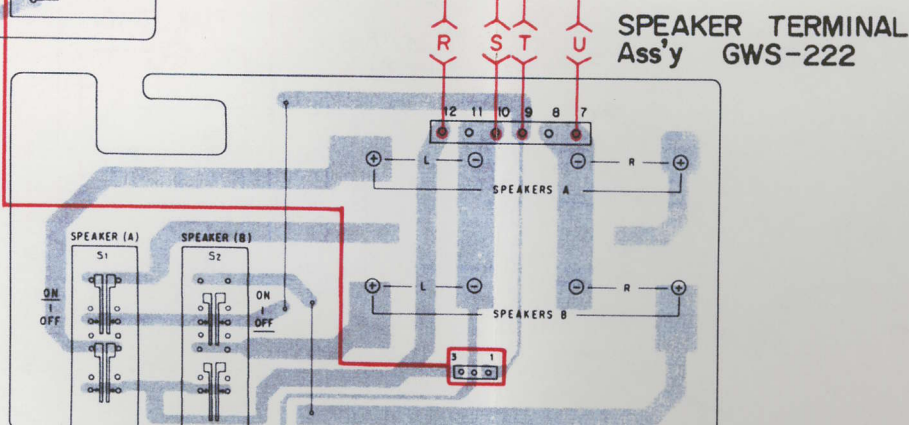 SPEAKER TERMINAL
Ass'y GWS-222
R S T U
12 11 10 9 8 7
+ L − − R +
SPEAKERS A
SPEAKER (A) SPEAKER (B)
S1 S2
+ L − − R +
ON ON
OFF OFF
SPEAKERS B
3 1